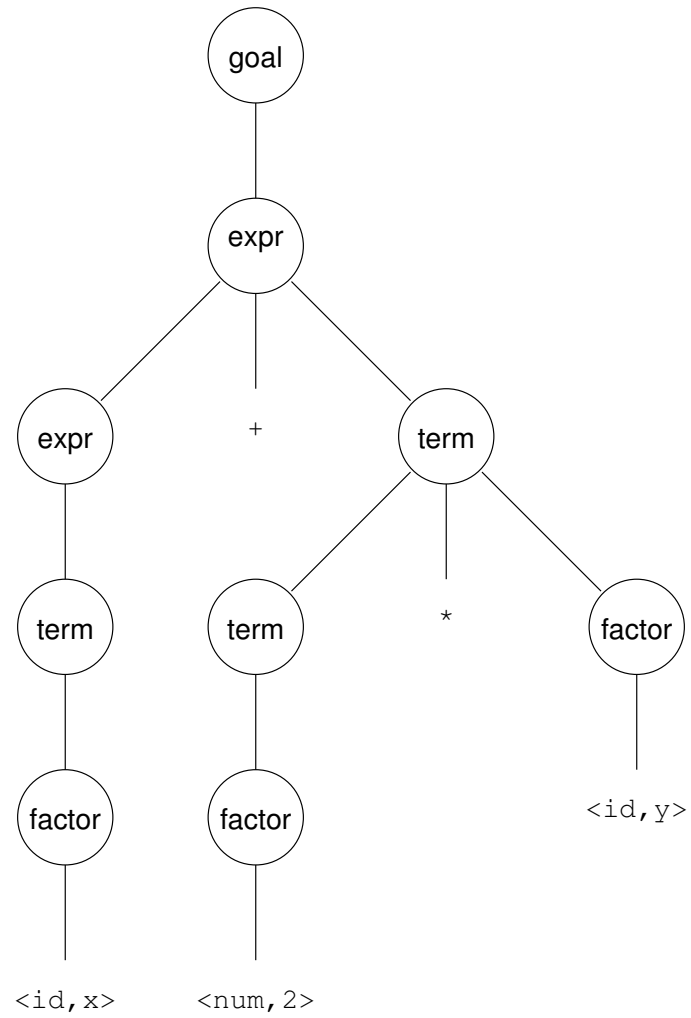 goal
expr
expr + term
term term * factor
factor factor <id,y>
<id,x> <num,2>